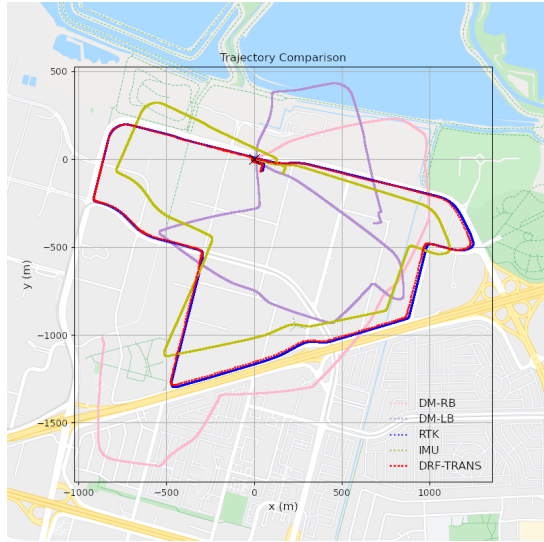 Trajectory Comparison
500
0
−500
−1000
−1500
y (m)
−1000
−500
0
500
1000
x (m)
DM-RB
DM-LB
RTK
IMU
DRF-TRANS